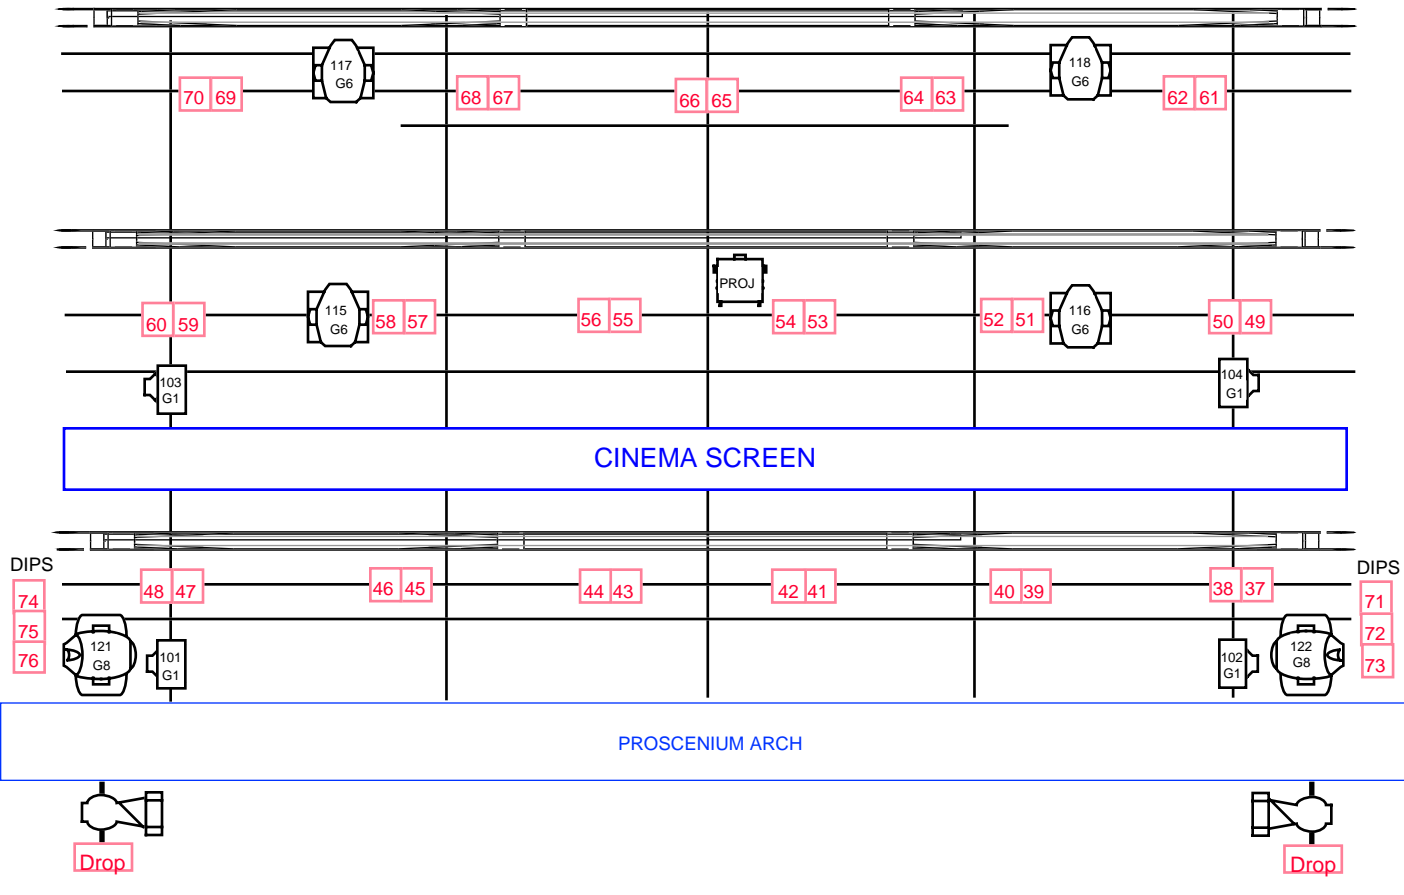 117
G6
118
G6
70 69
68 67
66 65
64 63
62 61
PROJ
60 59
115
G6
58 57
56 55
54 53
52 51
116
G6
50 49
103
G1
104
G1
CINEMA SCREEN
DIPS
DIPS
48 47
46 45
44 43
42 41
40 39
38 37
74
75
76
71
72
73
121
G8
101
G1
102
G1
122
G8
PROSCENIUM ARCH
Drop
Drop